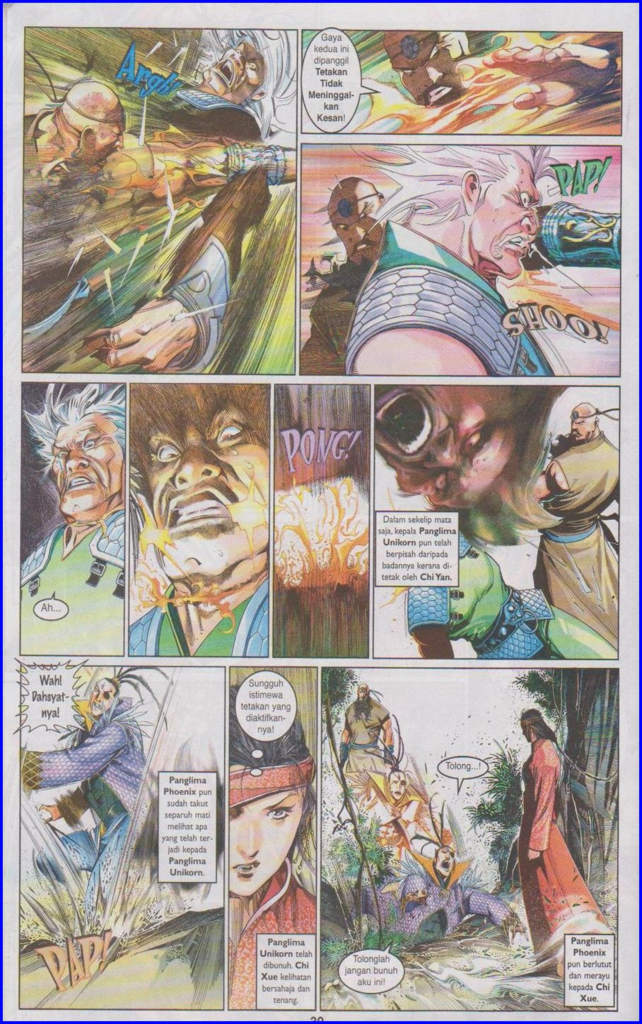 Argh!
Gaya
kedua ini
dipanggil
Tetakan
Tidak
Meninggal-
kan
Kesan!
PAP!
SHOO!
Ah...
PONG!
Dalam sekelip mata
saja, kepala Panglima
Unikorn pun telah
berpisah daripada
badannya kerana di-
tetak oleh Chi Yan.
Wah!
Dahsyat-
nya!
Panglima
Phoenix pun
sudah takut
separuh mati
melihat apa
yang telah ter-
jadi kepada
Panglima
Unikorn.
PAP!
Sungguh
istimewa
tetakan yang
diaktifkan-
nya!
Panglima
Unikorn telah
dibunuh. Chi
Xue kelihatan
bersahaja dan
tenang.
Tolong...!
Tolonglah
jangan bunuh
aku ini!
Panglima
Phoenix
pun berlutut
dan merayu
kepada Chi
Xue.